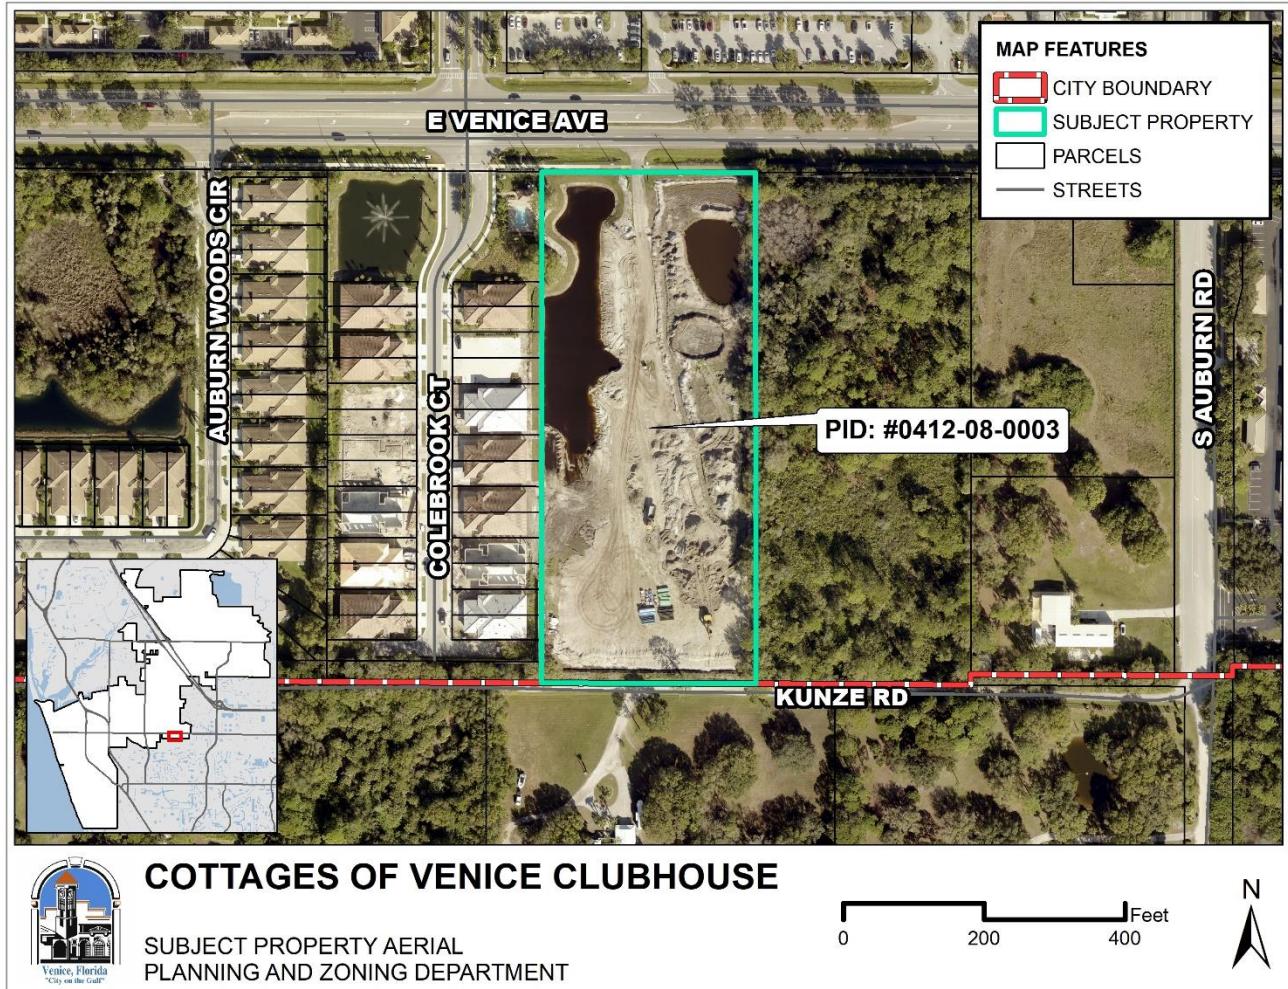 MAP FEATURES
CITY BOUNDARY
SUBJECT PROPERTY
PARCELS
STREETS
E VENICE AVE
AUBURN WOODS CIR
COLEBROOK CT
S AUBURN RD
PID: #0412-08-0003
KUNZE RD
COTTAGES OF VENICE CLUBHOUSE
SUBJECT PROPERTY AERIAL
PLANNING AND ZONING DEPARTMENT
Venice, Florida
"City on the Gulf"
Feet
0 200 400
N